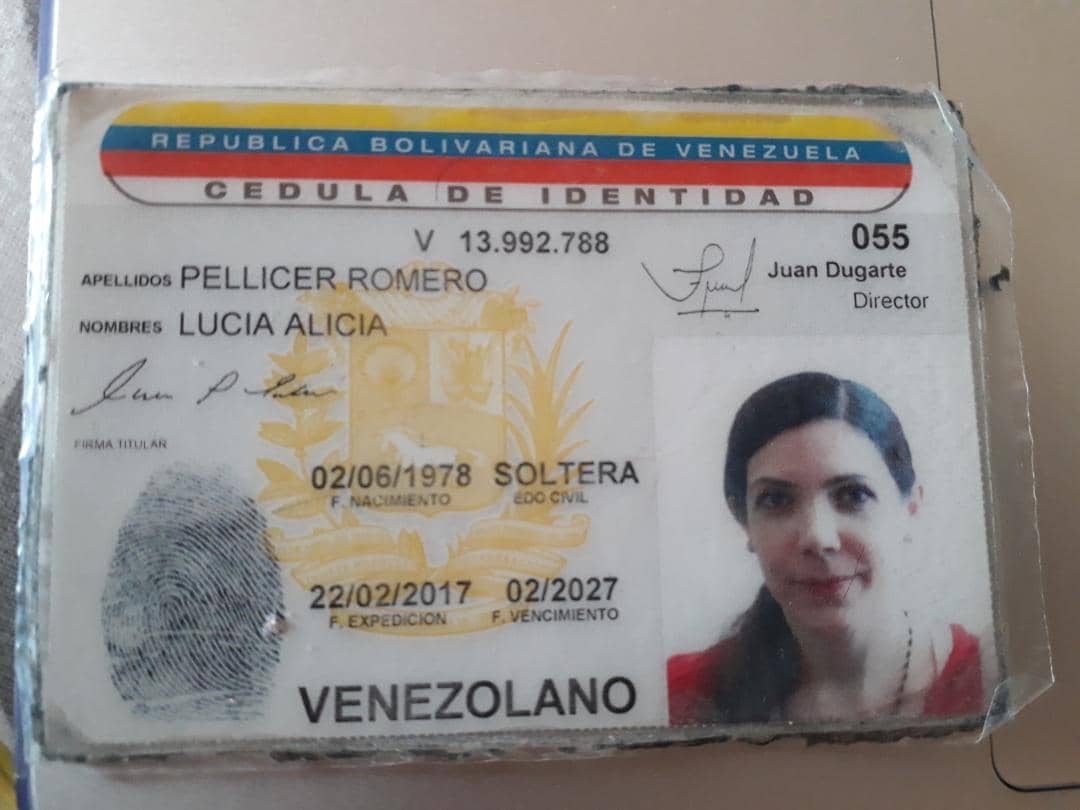 REPUBLICA BOLIVARIANA DE VENEZUELA
CEDULA DE IDENTIDAD
V 13.992.788
055
APELLIDOS PELLICER ROMERO
Juan Dugarte
Director
NOMBRES LUCIA ALICIA
FIRMA TITULAR
02/06/1978 SOLTERA
F. NACIMIENTO EDO CIVIL
22/02/2017 02/2027
F. EXPEDICION F. VENCIMIENTO
VENEZOLANO